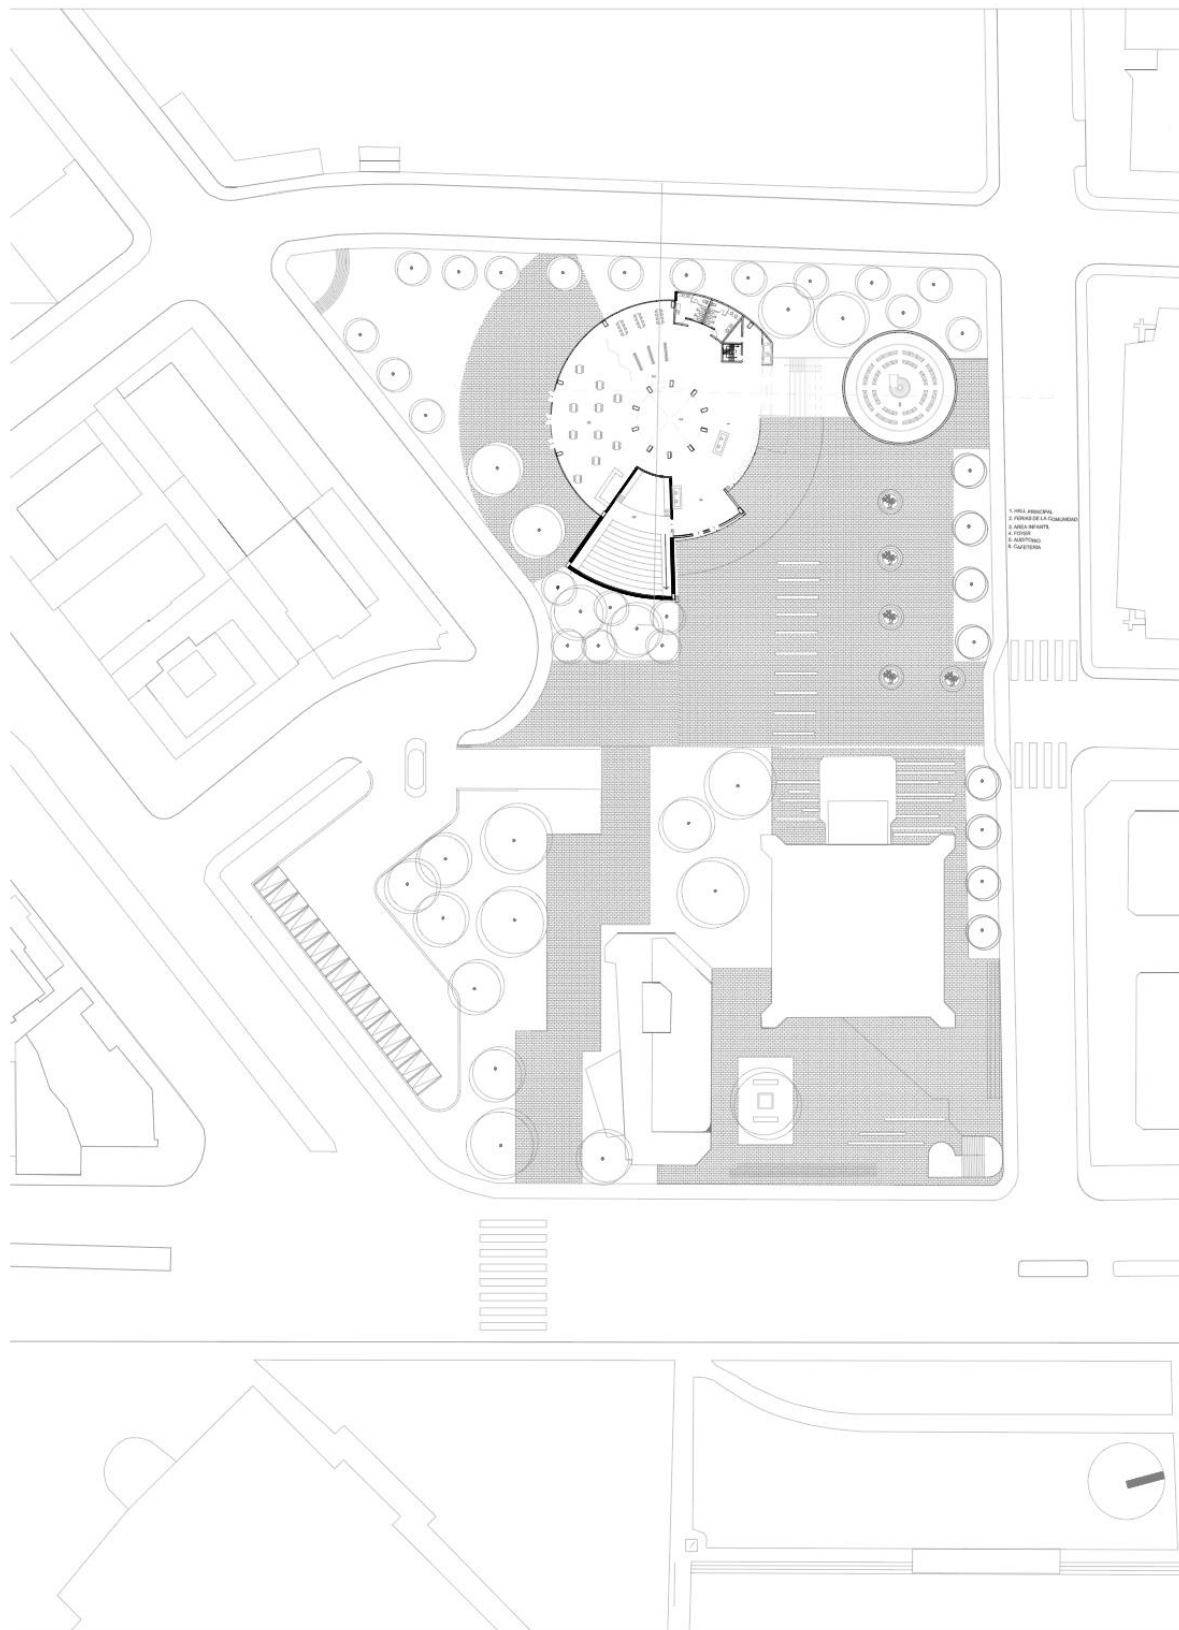 1. HALL PRINCIPAL
2. FERIAS DE LA COMUNIDAD
3. AREA INFANTIL
4. FOYER
5. AUDITORIO
6. CAFETERIA